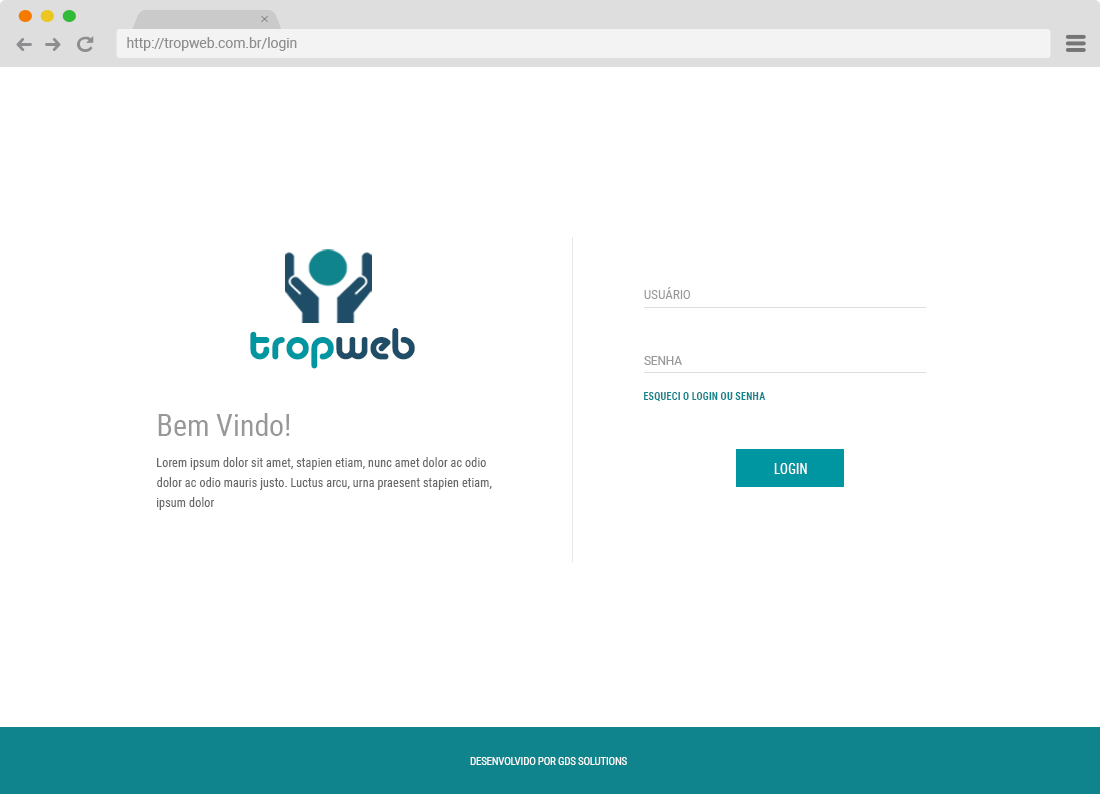 http://tropweb.com.br/login
tropweb
Bem Vindo!
Lorem ipsum dolor sit amet, stapien etiam, nunc amet dolor ac odio
dolor ac odio mauris justo. Luctus arcu, urna praesent stapien etiam,
ipsum dolor
USUÁRIO
SENHA
ESQUECI O LOGIN OU SENHA
LOGIN
DESENVOLVIDO POR GDS SOLUTIONS